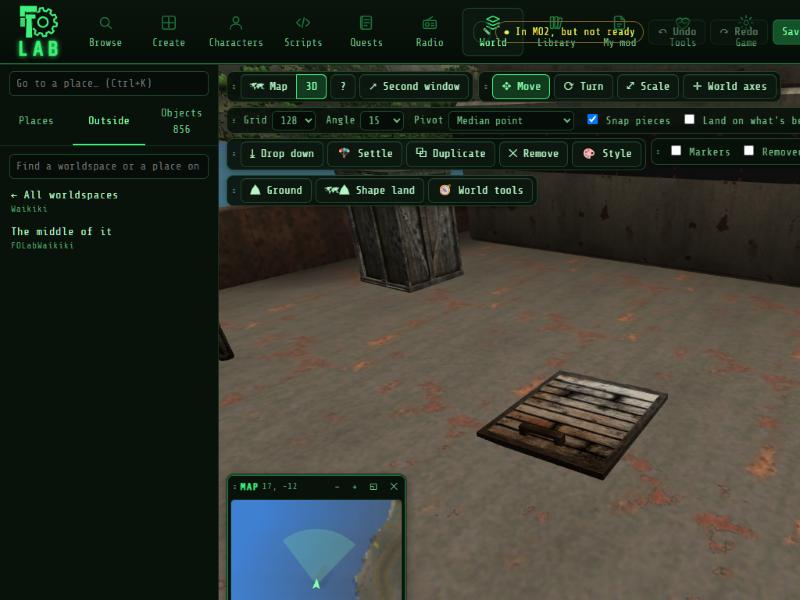 LAB
Browse
Create
Characters
Scripts
Quests
Radio
World
Library
My mod
Tools
Game
In MO2, but not ready
Undo
Redo
Sav
Go to a place… (Ctrl+K)
Places
Outside
Objects
856
Find a worldspace or a place on
← All worldspaces
Waikiki
The middle of it
FOLabWaikiki
Map
3D
?
Second window
Move
Turn
Scale
World axes
Grid
128
Angle
15
Pivot
Median point
Snap pieces
Land on what's be
Drop down
Settle
Duplicate
Remove
Style
Markers
Remove
Ground
Shape land
World tools
MAP 17, -12